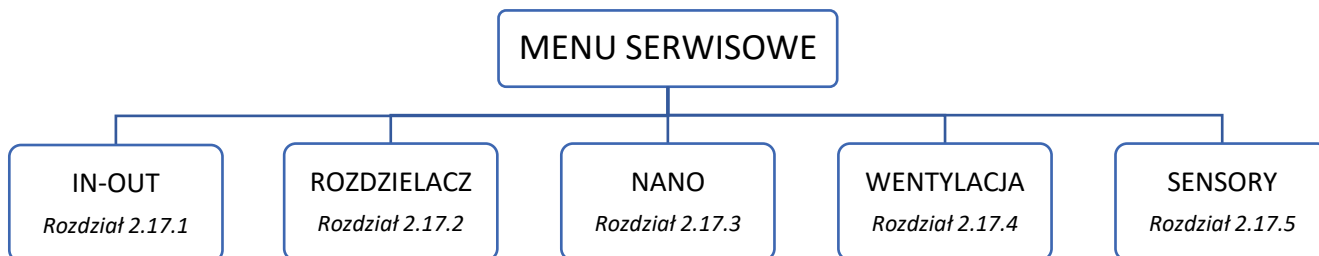 MENU SERWISOWE
IN-OUT
Rozdział 2.17.1
ROZDZIELACZ
Rozdział 2.17.2
NANO
Rozdział 2.17.3
WENTYLACJA
Rozdział 2.17.4
SENSORY
Rozdział 2.17.5